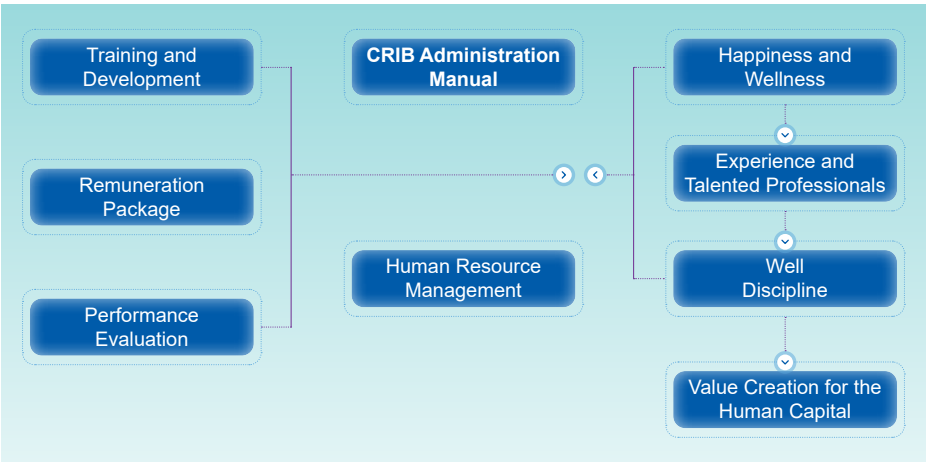 Training and
Development
Remuneration
Package
Performance
Evaluation
CRIB Administration
Manual
Human Resource
Management
Happiness and
Wellness
Experience and
Talented Professionals
Well
Discipline
Value Creation for the
Human Capital